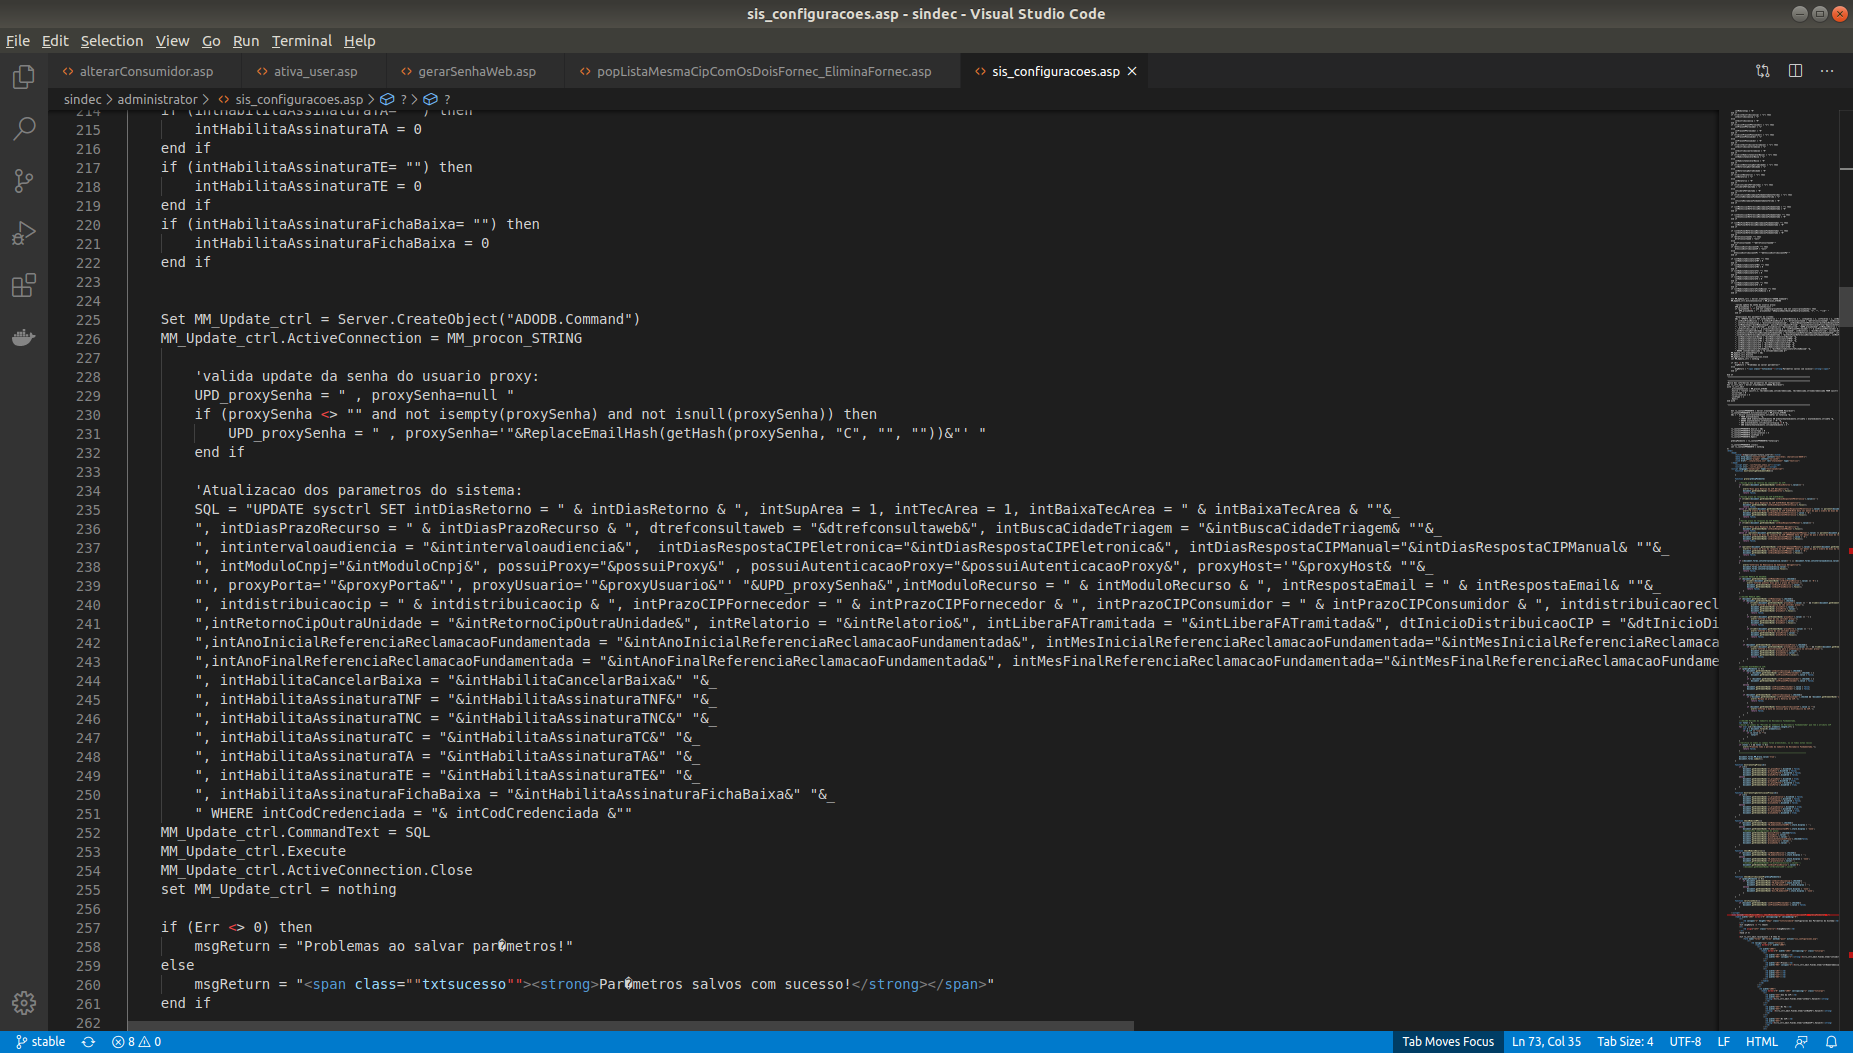 sis_configuracoes.asp - sindec - Visual Studio Code
File Edit Selection View Go Run Terminal Help
alterarConsumidor.asp ativa_user.asp gerarSenhaWeb.asp popListaMesmaCipComOsDoisFornec_EliminaFornec.asp sis_configuracoes.asp
sindec > administrator > sis_configuracoes.asp > ? > ?
214 if (intHabilitaAssinaturaTA= "") then
215 intHabilitaAssinaturaTA = 0
216 end if
217 if (intHabilitaAssinaturaTE= "") then
218 intHabilitaAssinaturaTE = 0
219 end if
220 if (intHabilitaAssinaturaFichaBaixa= "") then
221 intHabilitaAssinaturaFichaBaixa = 0
222 end if
223
224
225 Set MM_Update_ctrl = Server.CreateObject("ADODB.Command")
226 MM_Update_ctrl.ActiveConnection = MM_procon_STRING
227
228 'valida update da senha do usuario proxy:
229 UPD_proxySenha = " , proxySenha=null "
230 if (proxySenha <> "" and not isempty(proxySenha) and not isnull(proxySenha)) then
231 UPD_proxySenha = " , proxySenha='"&ReplaceEmailHash(getHash(proxySenha, "C", "", ""))&"' "
232 end if
233
234 'Atualizacao dos parametros do sistema:
235 SQL = "UPDATE sysctrl SET intDiasRetorno = " & intDiasRetorno & ", intSupArea = 1, intTecArea = 1, intBaixaTecArea = " & intBaixaTecArea & ""&_
236 ", intDiasPrazoRecurso = " & intDiasPrazoRecurso & ", dtrefconsultaweb = "&dtrefconsultaweb&", intBuscaCidadeTriagem = "&intBuscaCidadeTriagem& ""&_
237 ", intintervaloaudiencia = "&intintervaloaudiencia&", intDiasRespostaCIPEletronica="&intDiasRespostaCIPEletronica&", intDiasRespostaCIPManual="&intDiasRespostaCIPManual& ""&_
238 ", intModuloCnpj="&intModuloCnpj&", possuiProxy="&possuiProxy&" , possuiAutenticacaoProxy="&possuiAutenticacaoProxy&", proxyHost='"&proxyHost& ""&_
239 "', proxyPorta='"&proxyPorta&"', proxyUsuario='"&proxyUsuario&"' "&UPD_proxySenha&",intModuloRecurso = " & intModuloRecurso & ", intRespostaEmail = " & intRespostaEmail& ""&_
240 ", intdistribuicaocip = " & intdistribuicaocip & ", intPrazoCIPFornecedor = " & intPrazoCIPFornecedor & ", intPrazoCIPConsumidor = " & intPrazoCIPConsumidor & ", intdistribuicaorecl
241 ",intRetornoCipOutraUnidade = "&intRetornoCipOutraUnidade&", intRelatorio = "&intRelatorio&", intLiberaFATramitada = "&intLiberaFATramitada&", dtInicioDistribuicaoCIP = "&dtInicioDi
242 ",intAnoInicialReferenciaReclamacaoFundamentada = "&intAnoInicialReferenciaReclamacaoFundamentada&", intMesInicialReferenciaReclamacaoFundamentada="&intMesInicialReferenciaReclamaci
243 ",intAnoFinalReferenciaReclamacaoFundamentada = "&intAnoFinalReferenciaReclamacaoFundamentada&", intMesFinalReferenciaReclamacaoFundamentada="&intMesFinalReferenciaReclamacaoFundame
244 ", intHabilitaCancelarBaixa = "&intHabilitaCancelarBaixa&" "&_
245 ", intHabilitaAssinaturaTNF = "&intHabilitaAssinaturaTNF&" "&_
246 ", intHabilitaAssinaturaTNC = "&intHabilitaAssinaturaTNC&" "&_
247 ", intHabilitaAssinaturaTC = "&intHabilitaAssinaturaTC&" "&_
248 ", intHabilitaAssinaturaTA = "&intHabilitaAssinaturaTA&" "&_
249 ", intHabilitaAssinaturaTE = "&intHabilitaAssinaturaTE&" "&_
250 ", intHabilitaAssinaturaFichaBaixa = "&intHabilitaAssinaturaFichaBaixa&" "&_
251 " WHERE intCodCredenciada = "& intCodCredenciada &""
252 MM_Update_ctrl.CommandText = SQL
253 MM_Update_ctrl.Execute
254 MM_Update_ctrl.ActiveConnection.Close
255 set MM_Update_ctrl = nothing
256
257 if (Err <> 0) then
258 msgReturn = "Problemas ao salvar par�metros!"
259 else
260 msgReturn = "<span class=""txtsucesso""><strong>Par�metros salvos com sucesso!</strong></span>"
261 end if
262
stable 8 0 Tab Moves Focus Ln 73, Col 35 Tab Size: 4 UTF-8 LF HTML